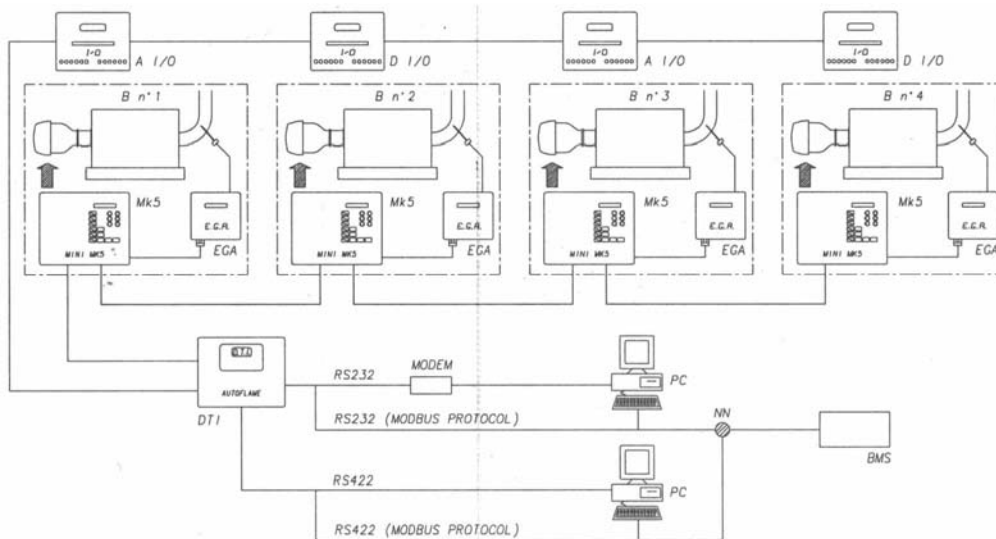 I/O
A I/O
I/O
D I/O
I/O
A I/O
I/O
D I/O
B n°1
B n°2
B n°3
B n°4
Mk5
E.G.A.
EGA
MINI MK5
Mk5
E.G.A.
EGA
MINI MK5
Mk5
E.G.A.
EGA
MINI MK5
Mk5
E.G.A.
EGA
MINI MK5
DTI
AUTOFLAME
DTI
RS232
MODEM
PC
RS232 (MODBUS PROTOCOL)
NN
BMS
RS422
PC
RS422 (MODBUS PROTOCOL)